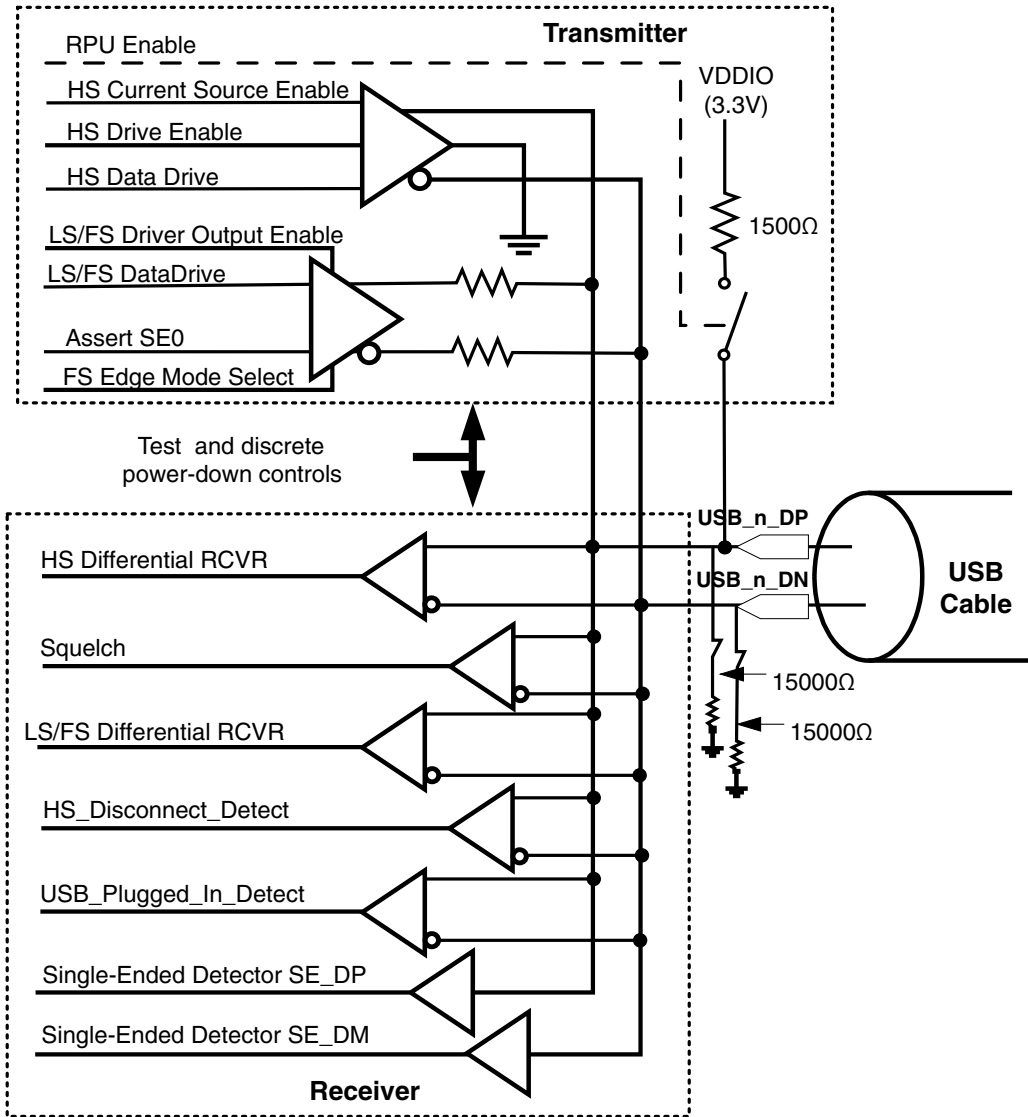 Transmitter
RPU Enable
HS Current Source Enable
VDDIO
(3.3V)
HS Drive Enable
HS Data Drive
1500Ω
LS/FS Driver Output Enable
LS/FS DataDrive
Assert SE0
FS Edge Mode Select
Test and discrete
power-down controls
USB_n_DP
HS Differential RCVR
USB_n_DN
USB
Cable
Squelch
15000Ω
LS/FS Differential RCVR
15000Ω
HS_Disconnect_Detect
USB_Plugged_In_Detect
Single-Ended Detector SE_DP
Single-Ended Detector SE_DM
Receiver